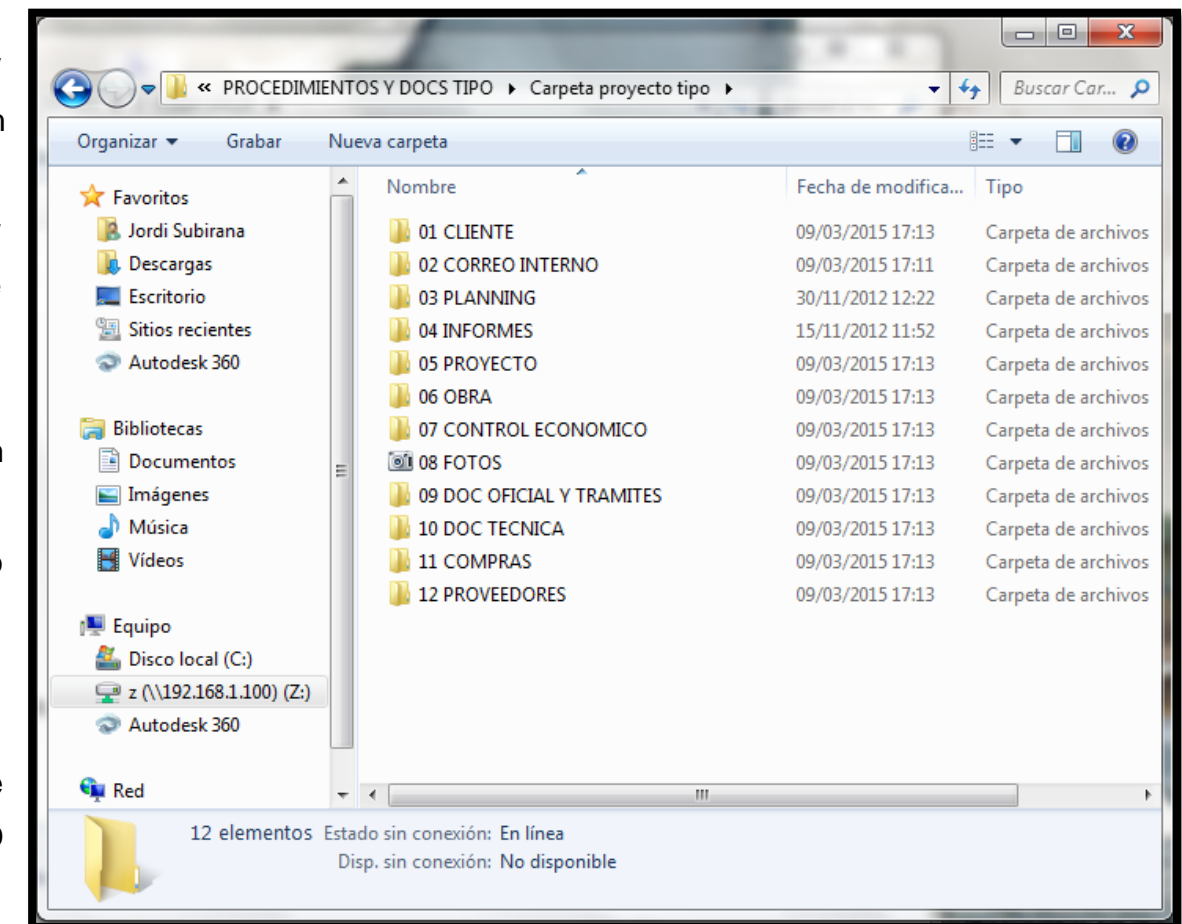 « PROCEDIMIENTOS Y DOCS TIPO ▸ Carpeta proyecto tipo ▸ Buscar Car...
Organizar Grabar Nueva carpeta
Nombre Fecha de modifica... Tipo
Favoritos
Jordi Subirana
Descargas
Escritorio
Sitios recientes
Autodesk 360
Bibliotecas
Documentos
Imágenes
Música
Vídeos
Equipo
Disco local (C:)
z (\\192.168.1.100) (Z:)
Autodesk 360
Red
01 CLIENTE 09/03/2015 17:13 Carpeta de archivos
02 CORREO INTERNO 09/03/2015 17:11 Carpeta de archivos
03 PLANNING 30/11/2012 12:22 Carpeta de archivos
04 INFORMES 15/11/2012 11:52 Carpeta de archivos
05 PROYECTO 09/03/2015 17:13 Carpeta de archivos
06 OBRA 09/03/2015 17:13 Carpeta de archivos
07 CONTROL ECONOMICO 09/03/2015 17:13 Carpeta de archivos
08 FOTOS 09/03/2015 17:13 Carpeta de archivos
09 DOC OFICIAL Y TRAMITES 09/03/2015 17:13 Carpeta de archivos
10 DOC TECNICA 09/03/2015 17:13 Carpeta de archivos
11 COMPRAS 09/03/2015 17:13 Carpeta de archivos
12 PROVEEDORES 09/03/2015 17:13 Carpeta de archivos
12 elementos Estado sin conexión: En línea
Disp. sin conexión: No disponible